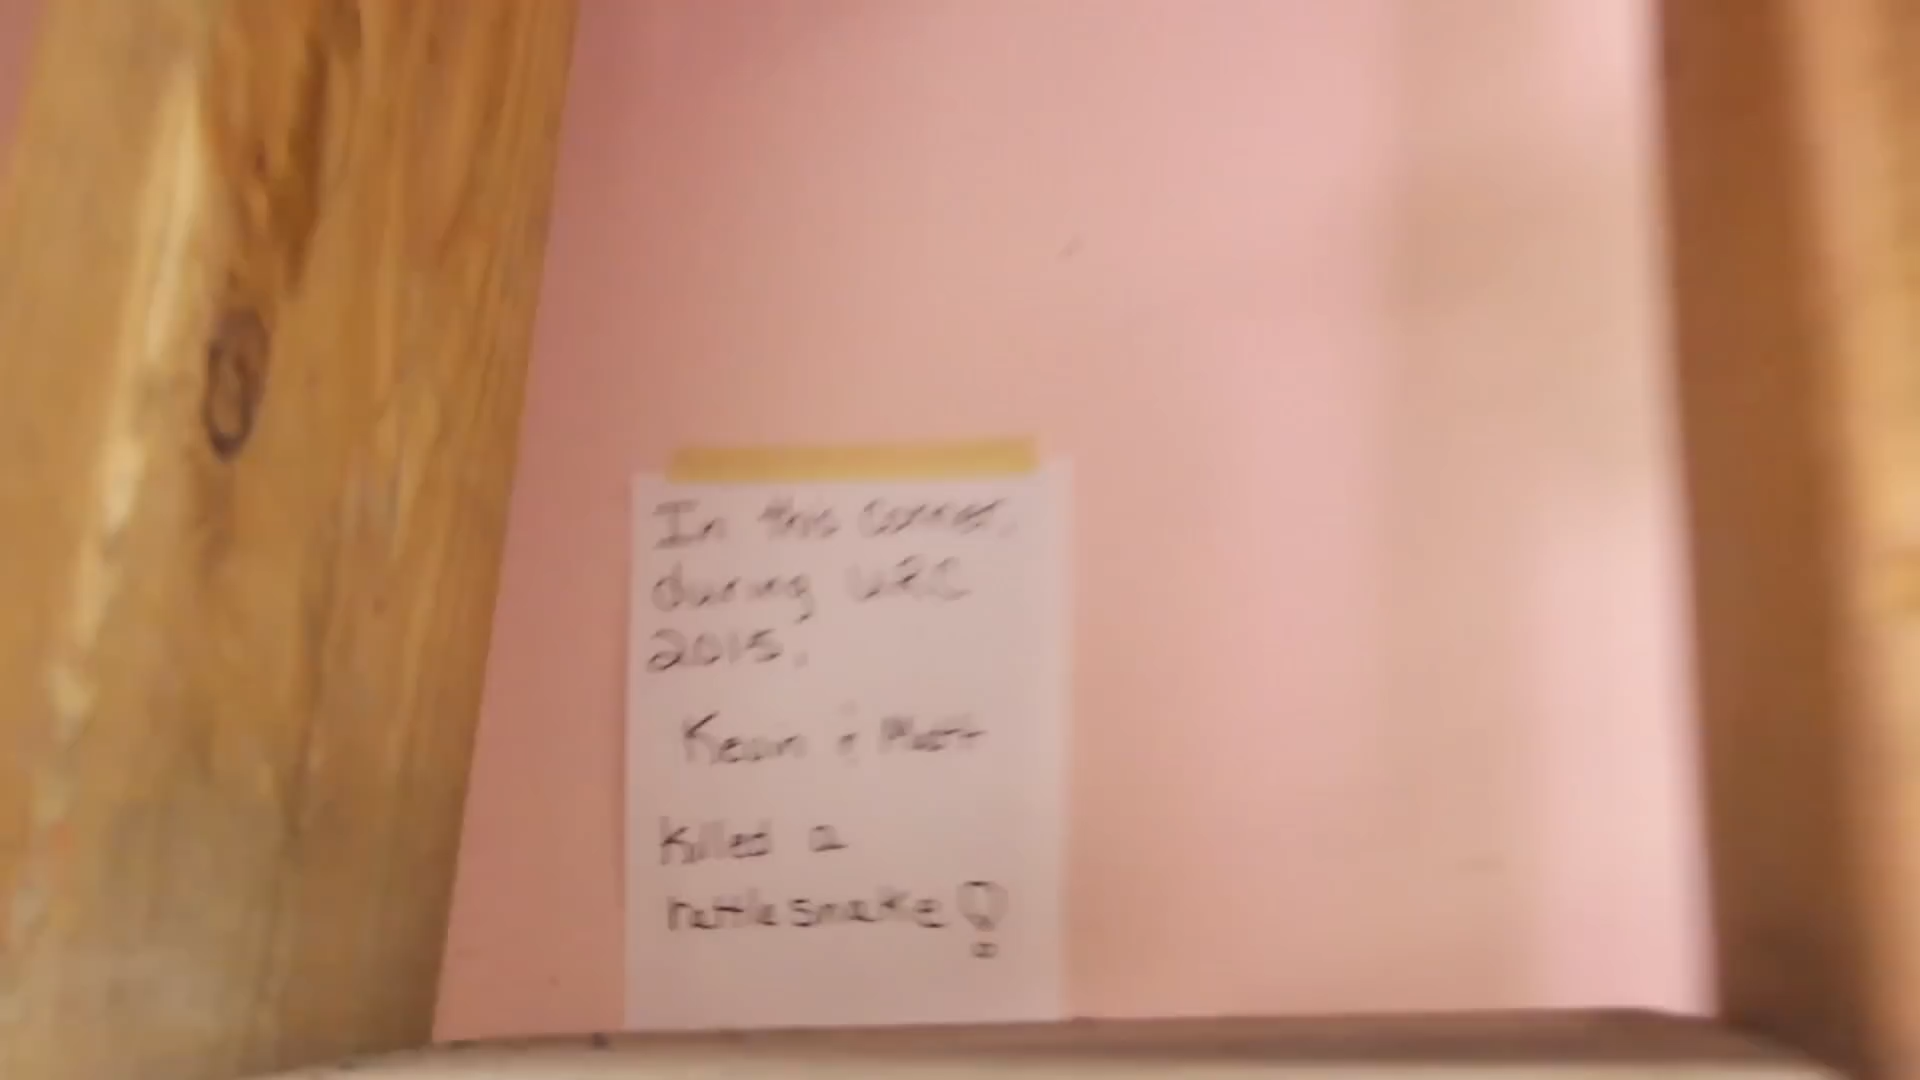 In this corner,
during URC
2015,
Kevin & Matt
Killed a
rattlesnake!